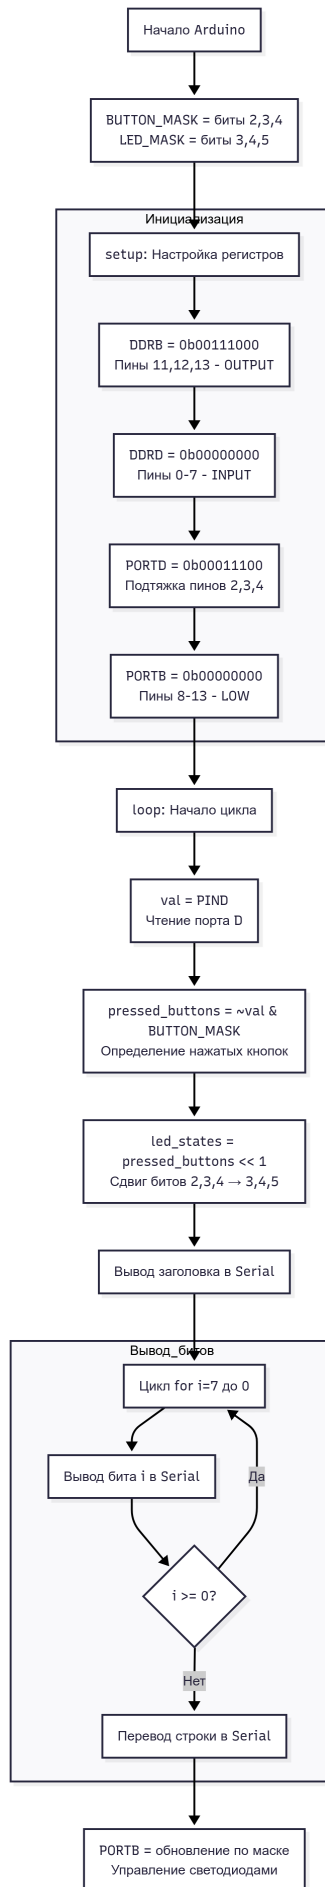 Начало Arduino
BUTTON_MASK = биты 2,3,4
LED_MASK = биты 3,4,5
Инициализация
setup: Настройка регистров
DDRB = 0b00111000
Пины 11,12,13 - OUTPUT
DDRD = 0b00000000
Пины 0-7 - INPUT
PORTD = 0b00011100
Подтяжка пинов 2,3,4
PORTB = 0b00000000
Пины 8-13 - LOW
loop: Начало цикла
val = PIND
Чтение порта D
pressed_buttons = ~val &
BUTTON_MASK
Определение нажатых кнопок
led_states =
pressed_buttons << 1
Сдвиг битов 2,3,4 → 3,4,5
Вывод заголовка в Serial
Вывод_битов
Цикл for i=7 до 0
Вывод бита i в Serial
Да
i >= 0?
Нет
Перевод строки в Serial
PORTB = обновление по маске
Управление светодиодами